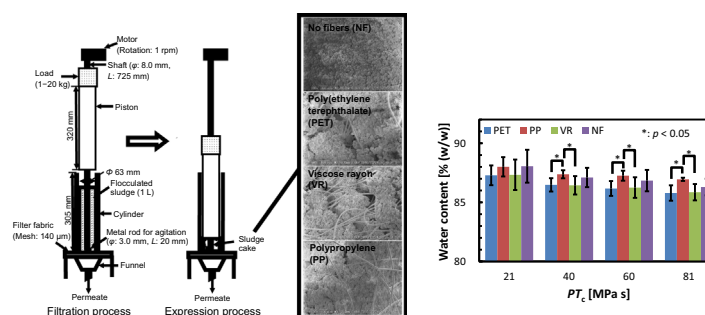 Motor
(Rotation: 1 rpm)
Shaft (φ: 8.0 mm,
L: 725 mm)
Load
(1−20 kg)
320 mm
Piston
Φ 63 mm
Flocculated
sludge (1 L)
305 mm
Cylinder
Filter fabric
(Mesh: 140 μm)
Metal rod for agitation
(φ: 3.0 mm, L: 20 mm)
Funnel
Permeate
Filtration process
Sludge
cake
Permeate
Expression process
No fibers (NF)
Poly(ethylene
terephthalate)
(PET)
Viscose rayon
(VR)
Polypropylene
(PP)
Water content [% (w/w)]
90
85
80
PET PP VR NF
*: p < 0.05
* * * * * *
21 40 60 81
PTc [MPa s]